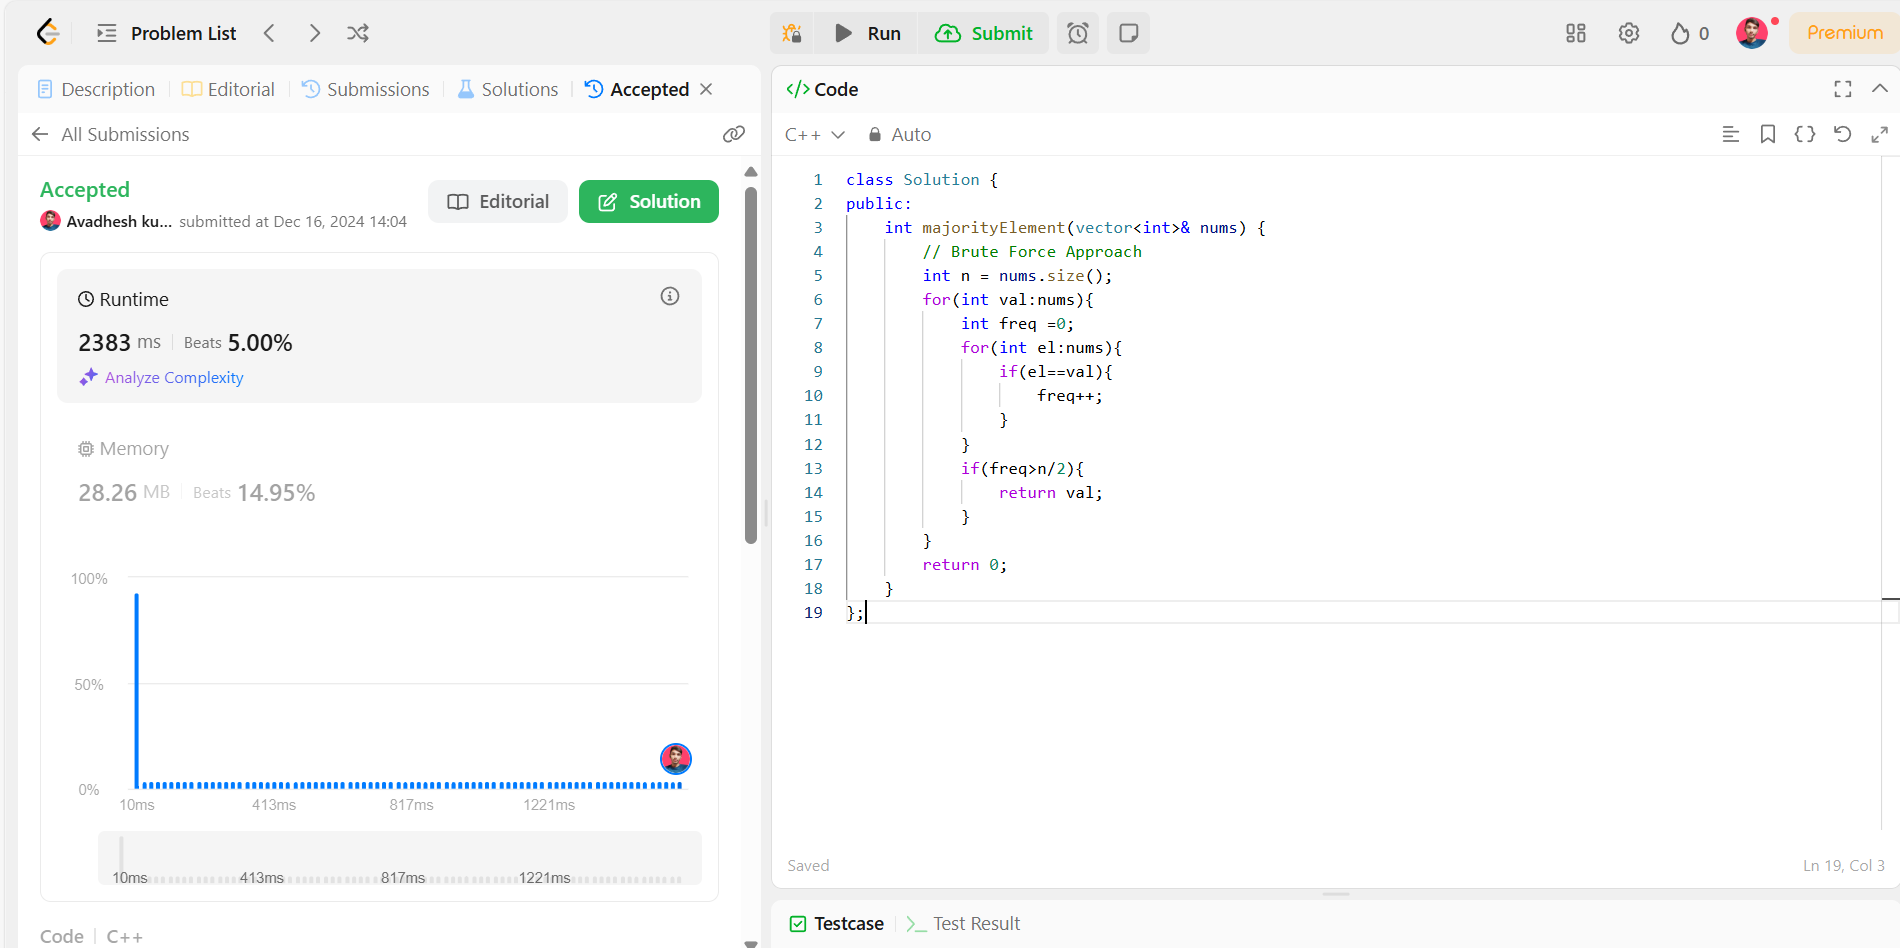 Problem List
Run
Submit
0
Premium
Description
Editorial
Submissions
Solutions
Accepted
All Submissions
Accepted
Editorial
Solution
Avadhesh ku... submitted at Dec 16, 2024 14:04
Runtime
2383 ms Beats 5.00%
Analyze Complexity
Memory
28.26 MB Beats 14.95%
100%
50%
0%
10ms 413ms 817ms 1221ms
10ms 413ms 817ms 1221ms
Code C++
</> Code
C++ Auto
1 class Solution {
2 public:
3 int majorityElement(vector<int>& nums) {
4 // Brute Force Approach
5 int n = nums.size();
6 for(int val:nums){
7 int freq =0;
8 for(int el:nums){
9 if(el==val){
10 freq++;
11 }
12 }
13 if(freq>n/2){
14 return val;
15 }
16 }
17 return 0;
18 }
19 };
Saved
Ln 19, Col 3
Testcase
Test Result